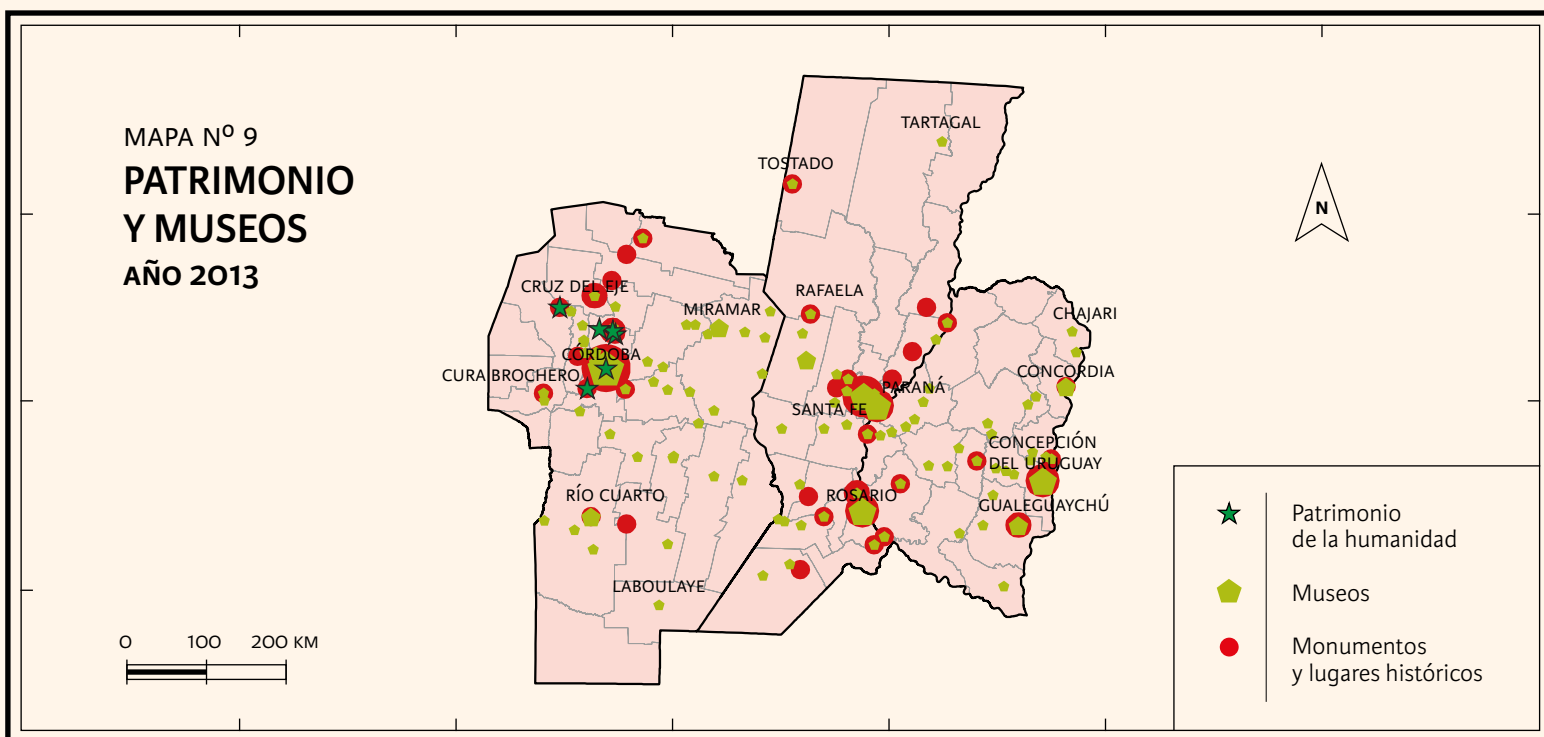 MAPA Nº 9
PATRIMONIO
Y MUSEOS
AÑO 2013
TARTAGAL
TOSTADO
N
CRUZ DEL EJE
MIRAMAR
RAFAELA
CHAJARI
CÓRDOBA
CURA BROCHERO
CONCORDIA
PARANÁ
SANTA FE
CONCEPCIÓN
DEL URUGUAY
RÍO CUARTO
ROSARIO
GUALEGUAYCHÚ
LABOULAYE
0 100 200 KM
Patrimonio
de la humanidad
Museos
Monumentos
y lugares históricos